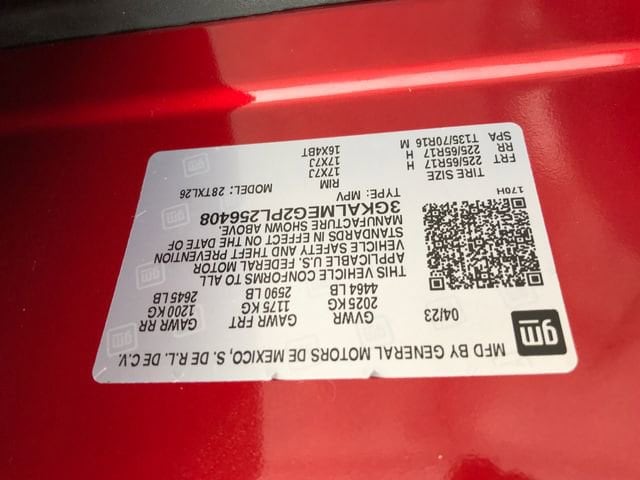 gm MFD BY GENERAL MOTORS DE MEXICO, S. DE R.L. DE C.V.
04/23 GVWR GAWR FRT GAWR RR
2025 KG 1175 KG 1200 KG
4464 LB 2590 LB 2645 LB
THIS VEHICLE CONFORMS TO ALL
APPLICABLE U.S. FEDERAL MOTOR
VEHICLE SAFETY AND THEFT PREVENTION
STANDARDS IN EFFECT ON THE DATE OF
MANUFACTURE SHOWN ABOVE.
3GKALMEG2PL256408
170H TYPE: MPV MODEL: 28TXL26
TIRE SIZE RIM
FRT 225/65R17 H 17X7J
RR 225/65R17 H 17X7J
SPA T135/70R16 M 16X4BT